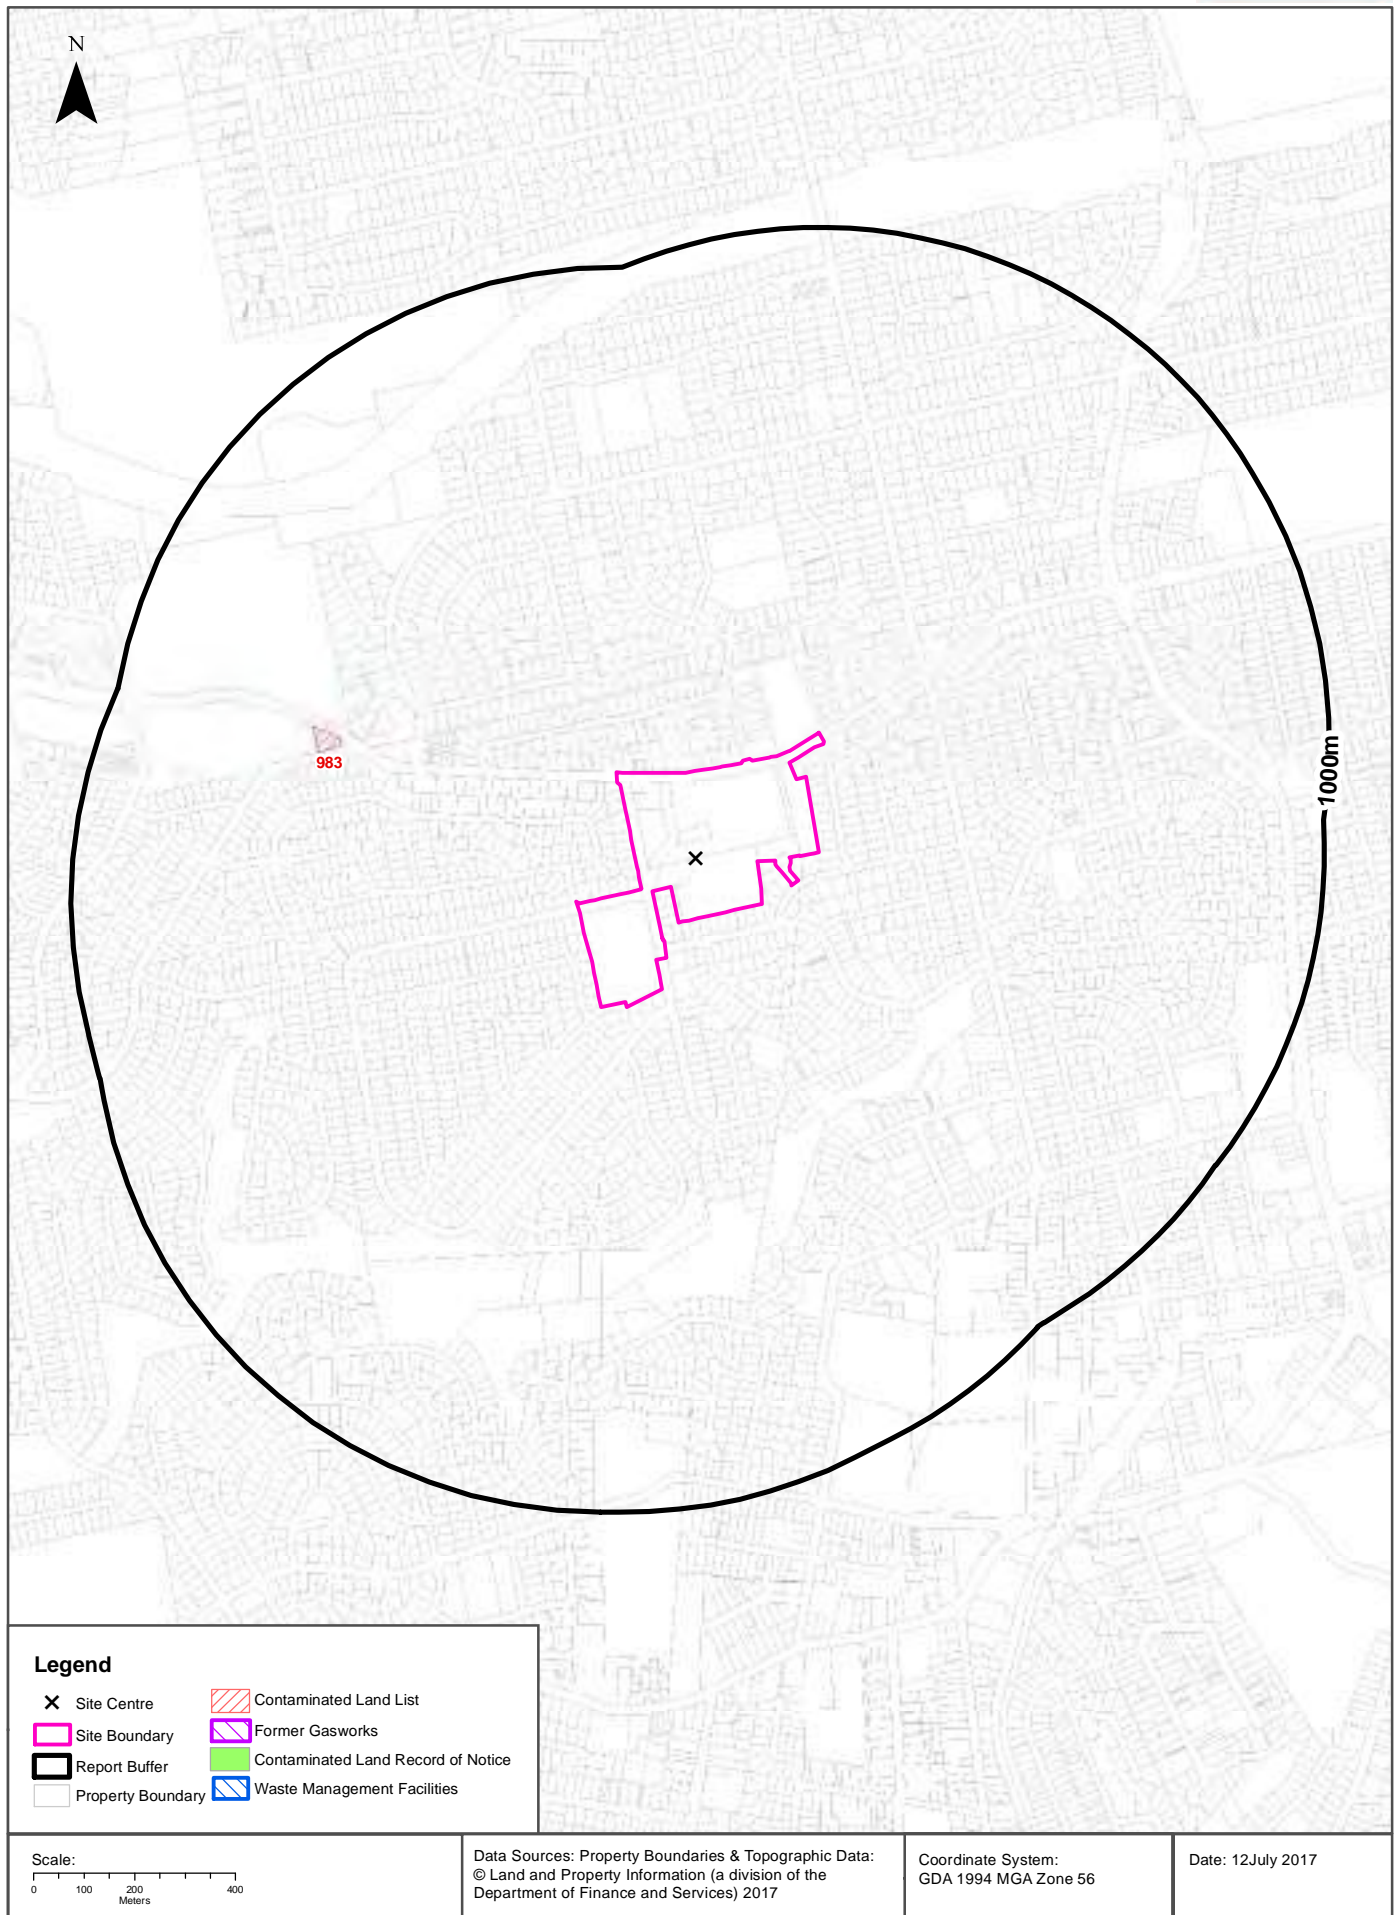 N
983
1000m
Legend
Site Centre
Site Boundary
Report Buffer
Property Boundary
Contaminated Land List
Former Gasworks
Contaminated Land Record of Notice
Waste Management Facilities
Scale:
0 100 200 400
Meters
Data Sources: Property Boundaries & Topographic Data:
© Land and Property Information (a division of the
Department of Finance and Services) 2017
Coordinate System:
GDA 1994 MGA Zone 56
Date: 12July 2017